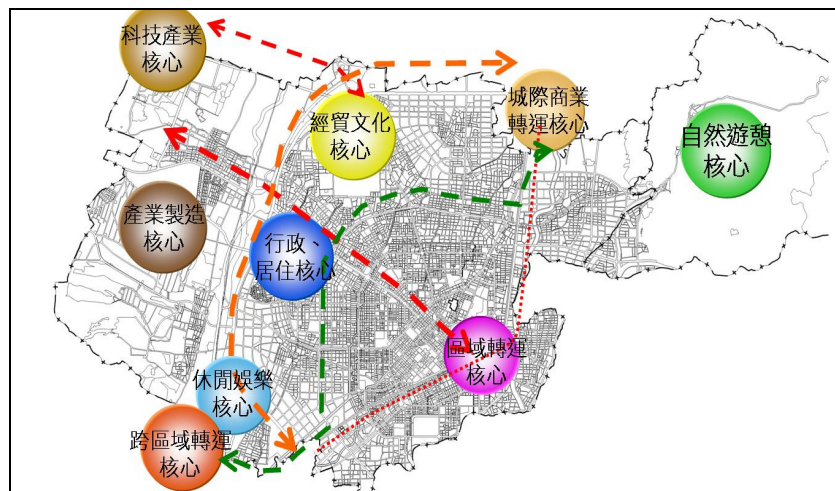 科技產業
核心
經貿文化
核心
城際商業
轉運核心
自然遊憩
核心
產業製造
核心
行政、
居住核心
區域轉運
核心
休閒娛樂
核心
跨區域轉運
核心